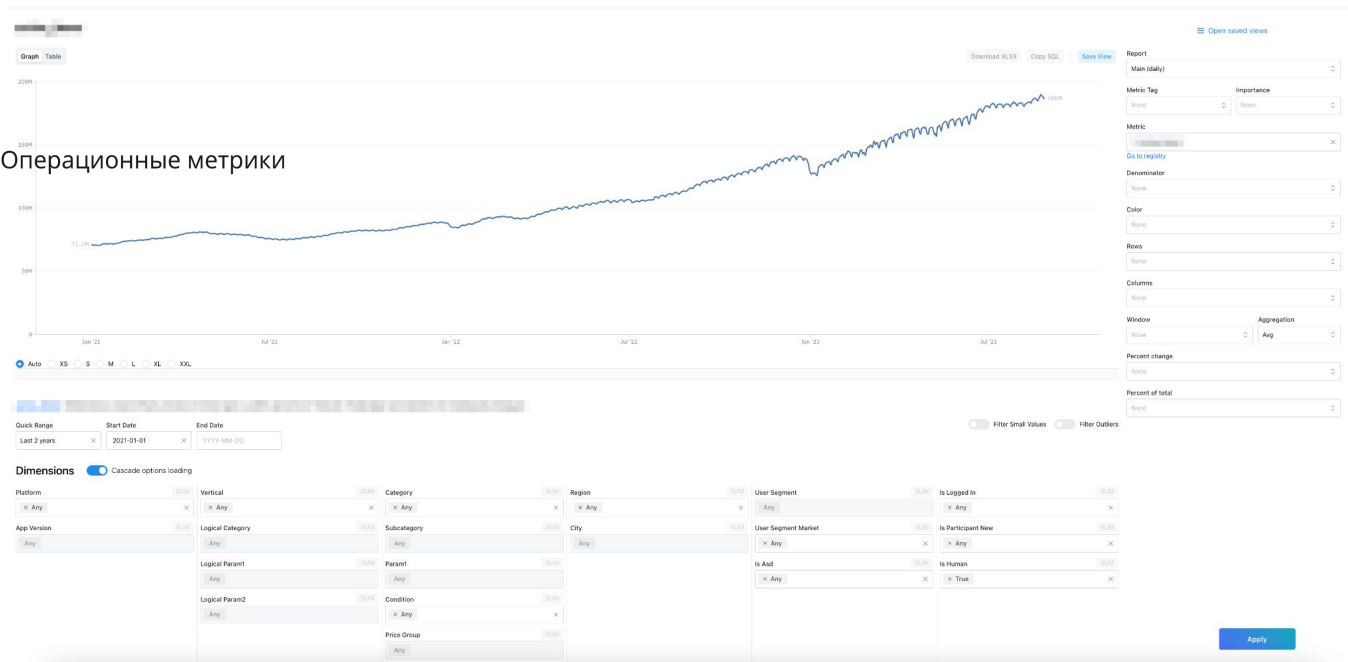 Open saved views
Graph Table
Download XLSX Copy SQL Save View
200M
186M
150M
Операционные метрики
100M
71.1M
50M
0
Jan '21 Jul '21 Jan '22 Jul '22 Jan '23 Jul '23
Auto XS S M L XL XXL
Report
Main (daily)
Metric Tag Importance
None None
Metric
Go to registry
Denominator
None
Color
None
Rows
None
Columns
None
Window Aggregation
None Avg
Percent change
None
Percent of total
None
Quick Range Start Date End Date
Last 2 years × 2021-01-01 × YYYY-MM-DD
Filter Small Values Filter Outliers
Dimensions Cascade options loading
Platform SUM Vertical SUM Category SUM Region SUM User Segment SUM Is Logged In SUM
× Any × × Any × × Any × × Any × Any × Any ×
App Version SUM Logical Category SUM Subcategory SUM City SUM User Segment Market SUM Is Participant New SUM
Any Any Any Any × Any × × Any ×
Logical Param1 SUM Param1 SUM Is Asd SUM Is Human SUM
Any Any × Any × × True ×
Logical Param2 SUM Condition SUM
Any × Any ×
Price Group SUM
Any
Apply